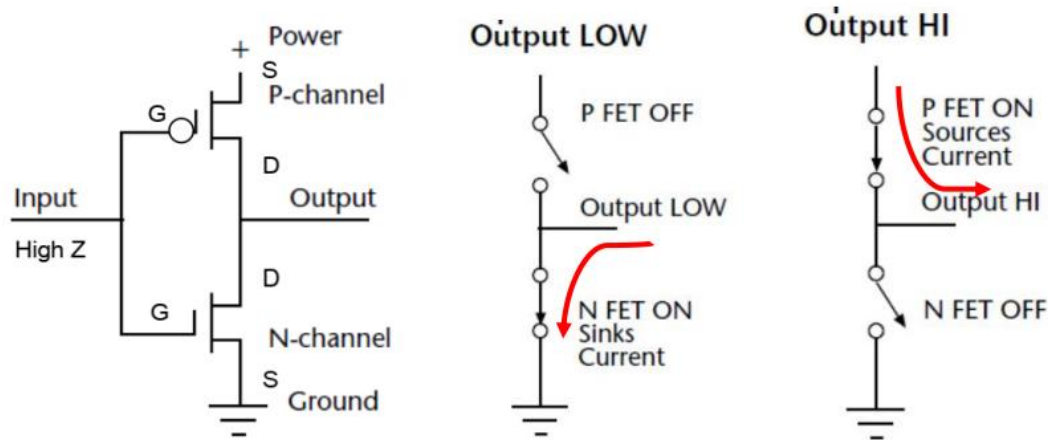 + Power
S
P-channel
G
D
Input
Output
High Z
D
G
N-channel
S
Ground
Output LOW
P FET OFF
Output LOW
N FET ON
Sinks
Current
Output HI
P FET ON
Sources
Current
Output HI
N FET OFF